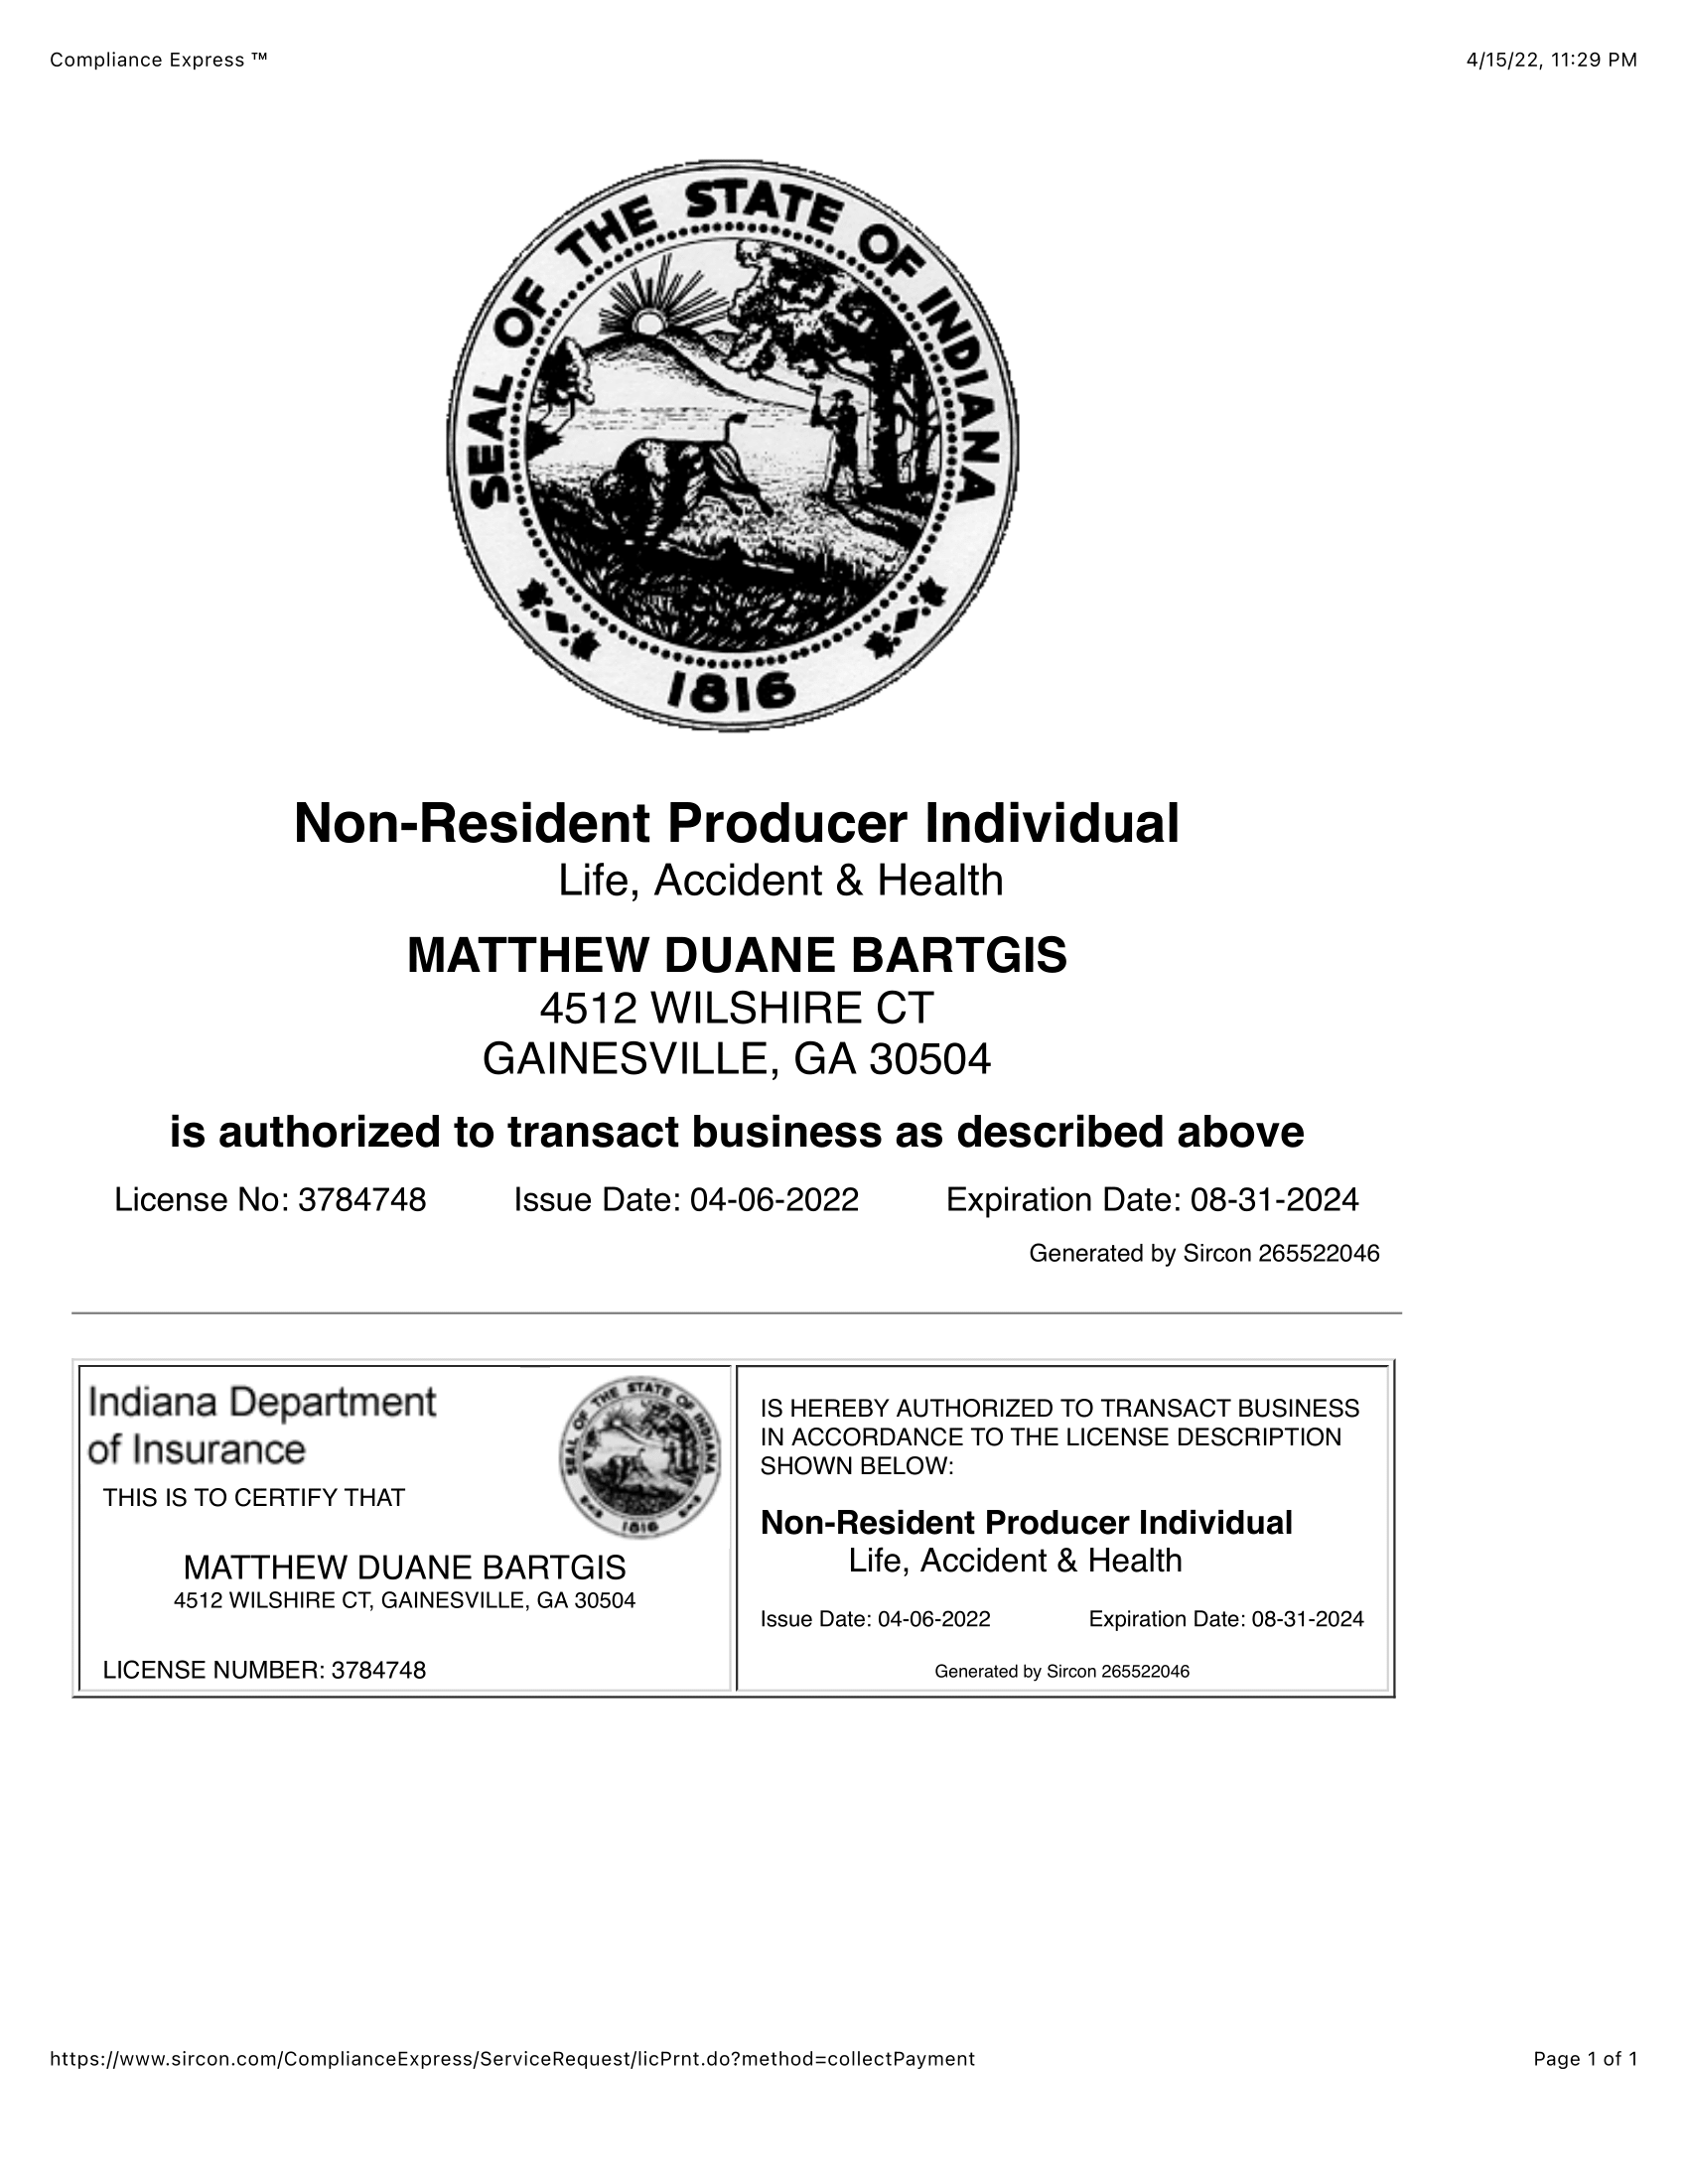 Compliance Express ™
4/15/22, 11:29 PM
SEAL OF THE STATE OF INDIANA
1816
Non-Resident Producer Individual
Life, Accident & Health
MATTHEW DUANE BARTGIS
4512 WILSHIRE CT
GAINESVILLE, GA 30504
is authorized to transact business as described above
License No: 3784748 Issue Date: 04-06-2022 Expiration Date: 08-31-2024
Generated by Sircon 265522046
Indiana Department
of Insurance
SEAL OF THE STATE OF INDIANA
1816
THIS IS TO CERTIFY THAT
MATTHEW DUANE BARTGIS
4512 WILSHIRE CT, GAINESVILLE, GA 30504
LICENSE NUMBER: 3784748
IS HEREBY AUTHORIZED TO TRANSACT BUSINESS
IN ACCORDANCE TO THE LICENSE DESCRIPTION
SHOWN BELOW:
Non-Resident Producer Individual
Life, Accident & Health
Issue Date: 04-06-2022 Expiration Date: 08-31-2024
Generated by Sircon 265522046
https://www.sircon.com/ComplianceExpress/ServiceRequest/licPrnt.do?method=collectPayment
Page 1 of 1